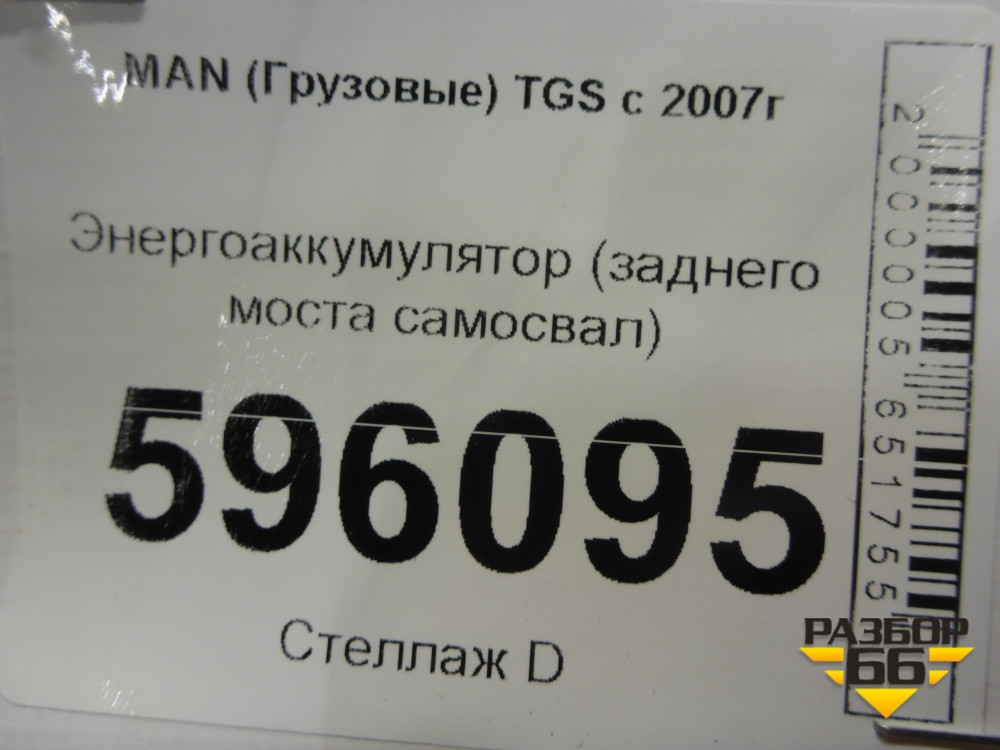 MAN (Грузовые) TGS с 2007г
Энергоаккумулятор (заднего
моста самосвал)
596095
Стеллаж D
2000005651755
РАЗБОР
66